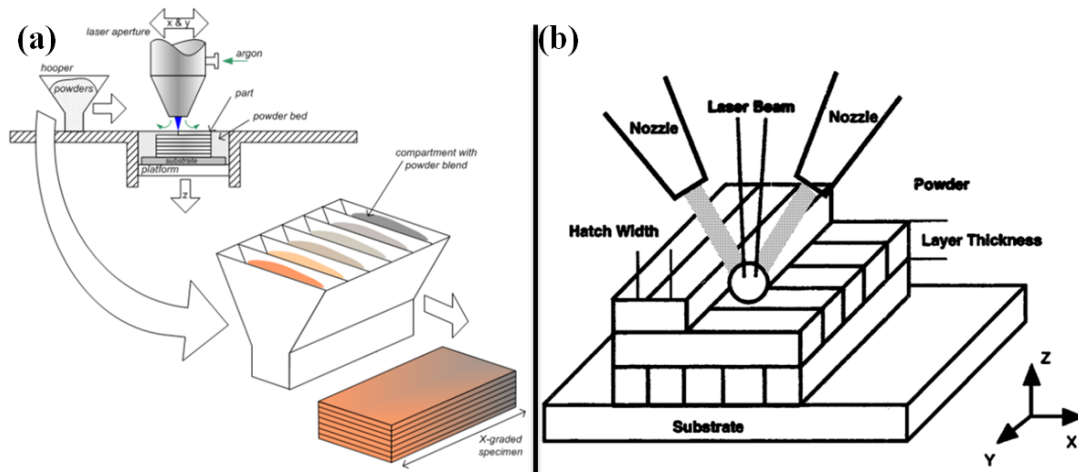 (a)
x & y
laser aperture
argon
hooper
powders
part
powder bed
substrate
platform
z
compartment with
powder blend
X-graded
specimen
(b)
Laser Beam
Nozzle
Nozzle
Powder
Hatch Width
Layer Thickness
Substrate
Z
X
Y